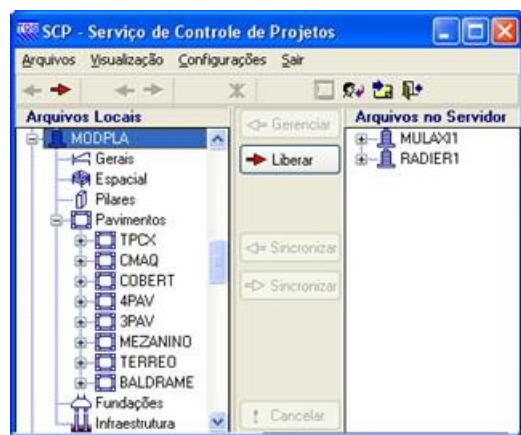 TQS SCP - Serviço de Controle de Projetos
Arquivos Visualização Configurações Sair
Arquivos Locais
MODPLA
Gerais
Espacial
Pilares
Pavimentos
TPCX
CMAQ
COBERT
4PAV
3PAV
MEZANINO
TERREO
BALDRAME
Fundações
Infraestrutura
Gerenciar
Liberar
Sincronizar
Sincronizar
! Cancelar
Arquivos no Servidor
MULAXI1
RADIER1